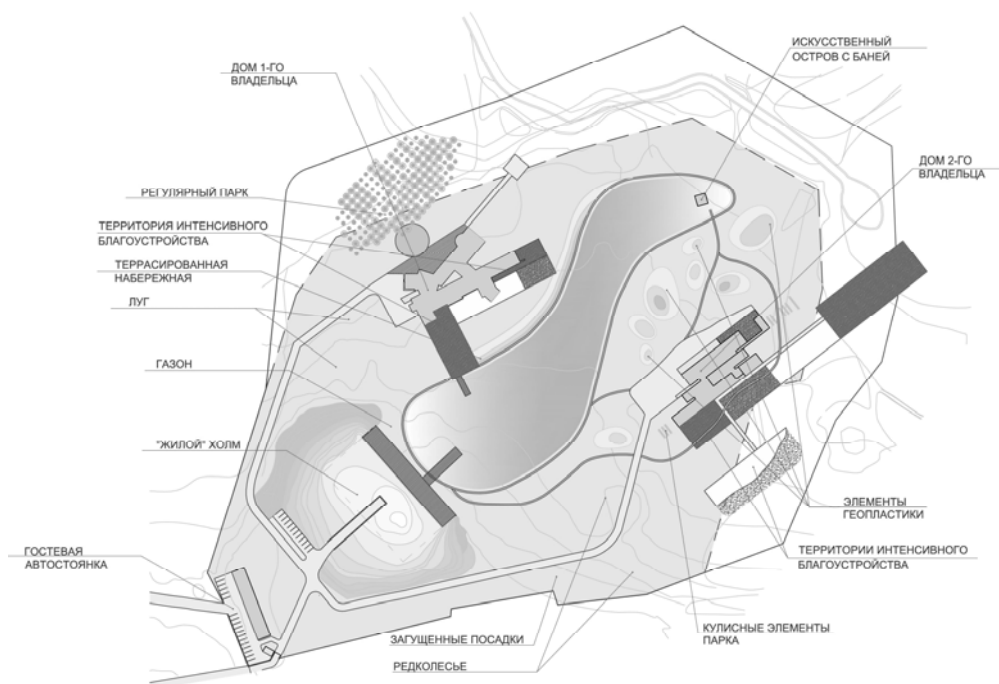 ИСКУССТВЕННЫЙ
ОСТРОВ С БАНЕЙ
ДОМ 1-ГО
ВЛАДЕЛЬЦА
ДОМ 2-ГО
ВЛАДЕЛЬЦА
РЕГУЛЯРНЫЙ ПАРК
ТЕРРИТОРИЯ ИНТЕНСИВНОГО
БЛАГОУСТРОЙСТВА
ТЕРРАСИРОВАННАЯ
НАБЕРЕЖНАЯ
ЛУГ
ГАЗОН
"ЖИЛОЙ" ХОЛМ
ЭЛЕМЕНТЫ
ГЕОПЛАСТИКИ
ГОСТЕВАЯ
АВТОСТОЯНКА
ТЕРРИТОРИИ ИНТЕНСИВНОГО
БЛАГОУСТРОЙСТВА
КУЛИСНЫЕ ЭЛЕМЕНТЫ
ПАРКА
ЗАГУЩЕННЫЕ ПОСАДКИ
РЕДКОЛЕСЬЕ